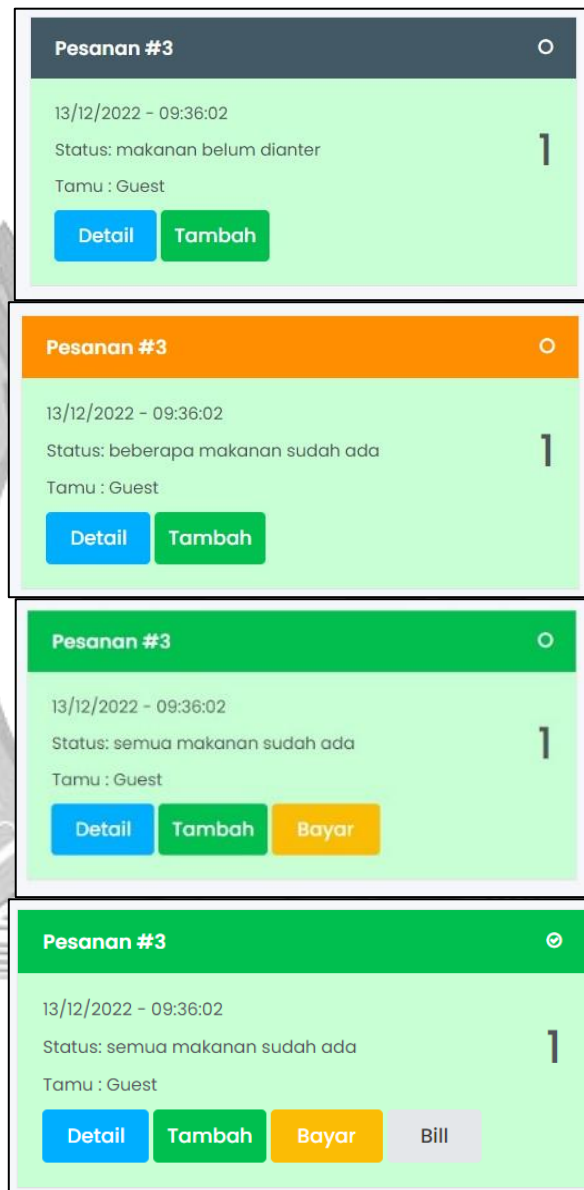 Pesanan #3
13/12/2022 - 09:36:02
Status: makanan belum dianter
1
Tamu : Guest
Detail Tambah
Pesanan #3
13/12/2022 - 09:36:02
Status: beberapa makanan sudah ada
1
Tamu : Guest
Detail Tambah
Pesanan #3
13/12/2022 - 09:36:02
Status: semua makanan sudah ada
1
Tamu : Guest
Detail Tambah Bayar
Pesanan #3
13/12/2022 - 09:36:02
Status: semua makanan sudah ada
1
Tamu : Guest
Detail Tambah Bayar Bill